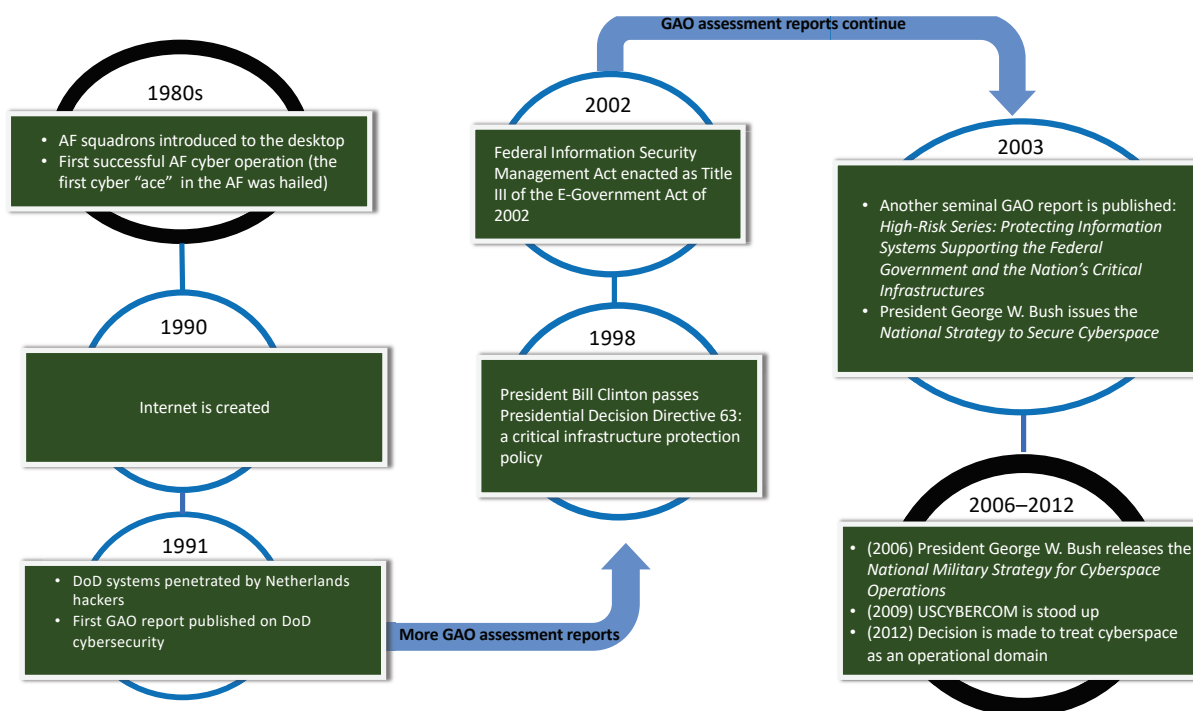 1980s
• AF squadrons introduced to the desktop
• First successful AF cyber operation (the
first cyber “ace” in the AF was hailed)
1990
Internet is created
1991
• DoD systems penetrated by Netherlands
hackers
• First GAO report published on DoD
cybersecurity
More GAO assessment reports
1998
President Bill Clinton passes
Presidential Decision Directive 63:
a critical infrastructure protection
policy
2002
Federal Information Security
Management Act enacted as Title
III of the E-Government Act of
2002
GAO assessment reports continue
2003
• Another seminal GAO report is published:
High-Risk Series: Protecting Information
Systems Supporting the Federal
Government and the Nation’s Critical
Infrastructures
• President George W. Bush issues the
National Strategy to Secure Cyberspace
2006–2012
• (2006) President George W. Bush releases the
National Military Strategy for Cyberspace
Operations
• (2009) USCYBERCOM is stood up
• (2012) Decision is made to treat cyberspace
as an operational domain